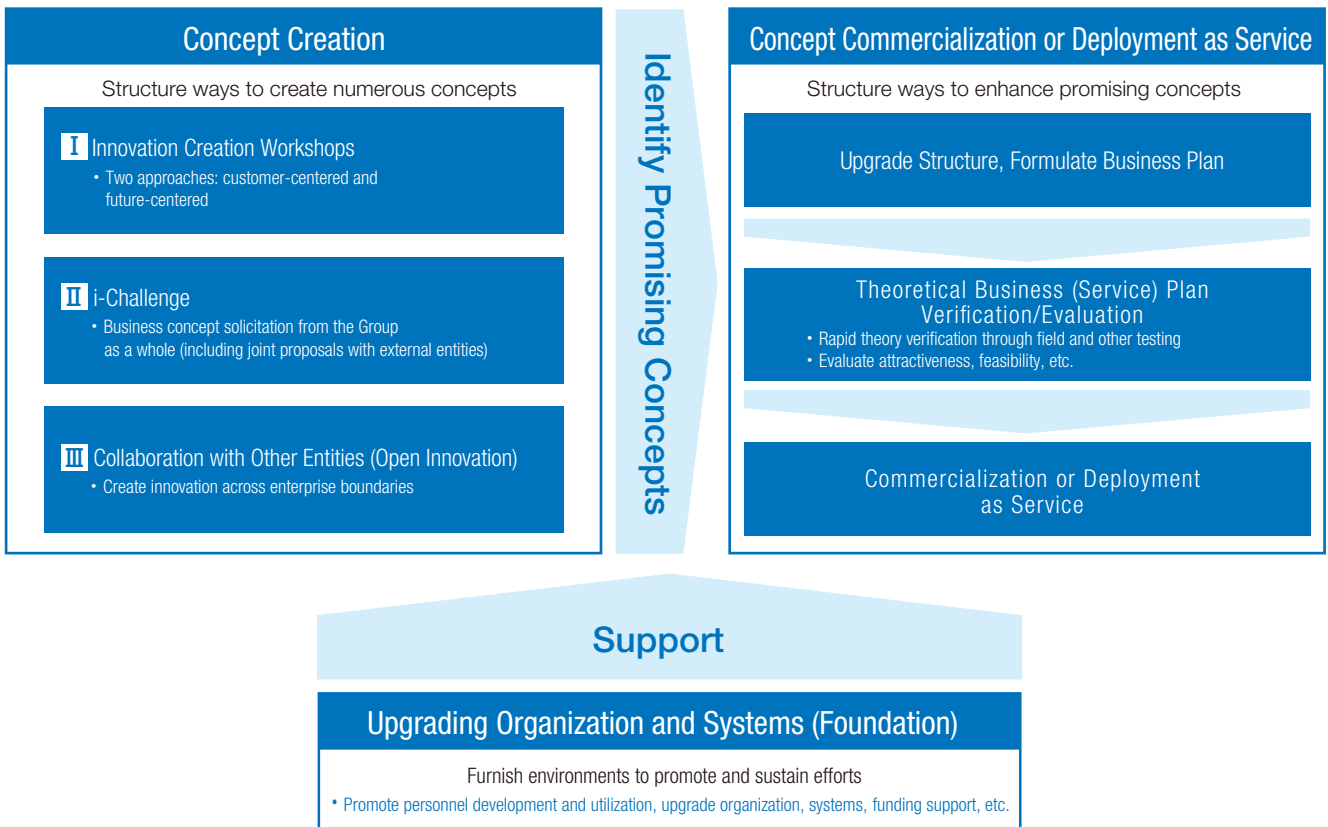 Concept Creation
Structure ways to create numerous concepts
I Innovation Creation Workshops
• Two approaches: customer-centered and
future-centered
II i-Challenge
• Business concept solicitation from the Group
as a whole (including joint proposals with external entities)
III Collaboration with Other Entities (Open Innovation)
• Create innovation across enterprise boundaries
Identify Promising Concepts
Concept Commercialization or Deployment as Service
Structure ways to enhance promising concepts
Upgrade Structure, Formulate Business Plan
Theoretical Business (Service) Plan
Verification/Evaluation
• Rapid theory verification through field and other testing
• Evaluate attractiveness, feasibility, etc.
Commercialization or Deployment
as Service
Support
Upgrading Organization and Systems (Foundation)
Furnish environments to promote and sustain efforts
• Promote personnel development and utilization, upgrade organization, systems, funding support, etc.